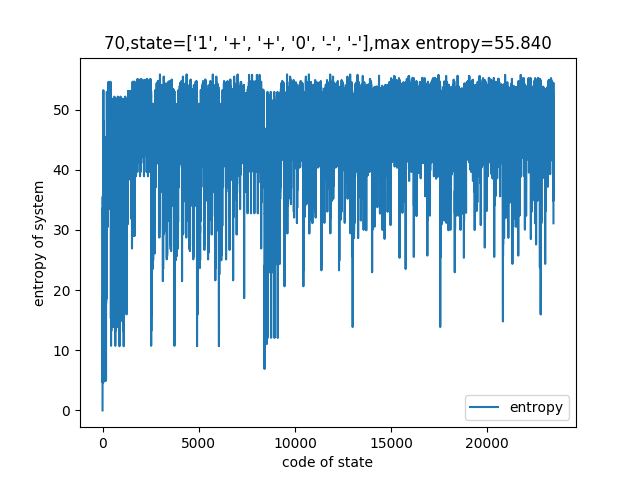 70,state=['1', '+', '+', '0', '-', '-'],max entropy=55.840
entropy of system
50
40
30
20
10
0
0 5000 10000 15000 20000
code of state
entropy